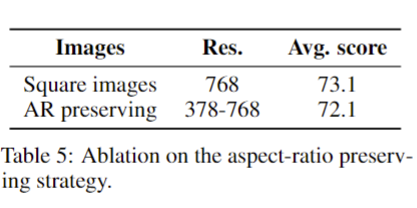 Images Res. Avg. score
Square images 768 73.1
AR preserving 378-768 72.1
Table 5: Ablation on the aspect-ratio preserv-
ing strategy.